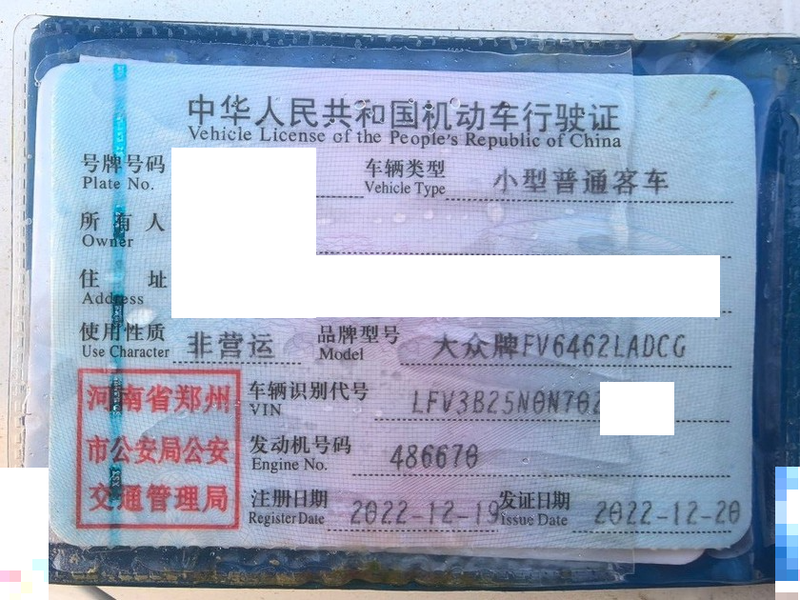 中华人民共和国机动车行驶证
Vehicle License of the People's Republic of China
号牌号码 车辆类型 小型普通客车
Plate No. Vehicle Type
所有人
Owner
住址
Address
使用性质 非营运 品牌型号 大众牌FV6462LADCG
Use Character Model
河南省郑州
市公安局公安
交通管理局
车辆识别代号 LFV3B25N0N702
VIN
发动机号码 486670
Engine No.
注册日期 2022-12-19 发证日期 2022-12-20
Register Date Issue Date